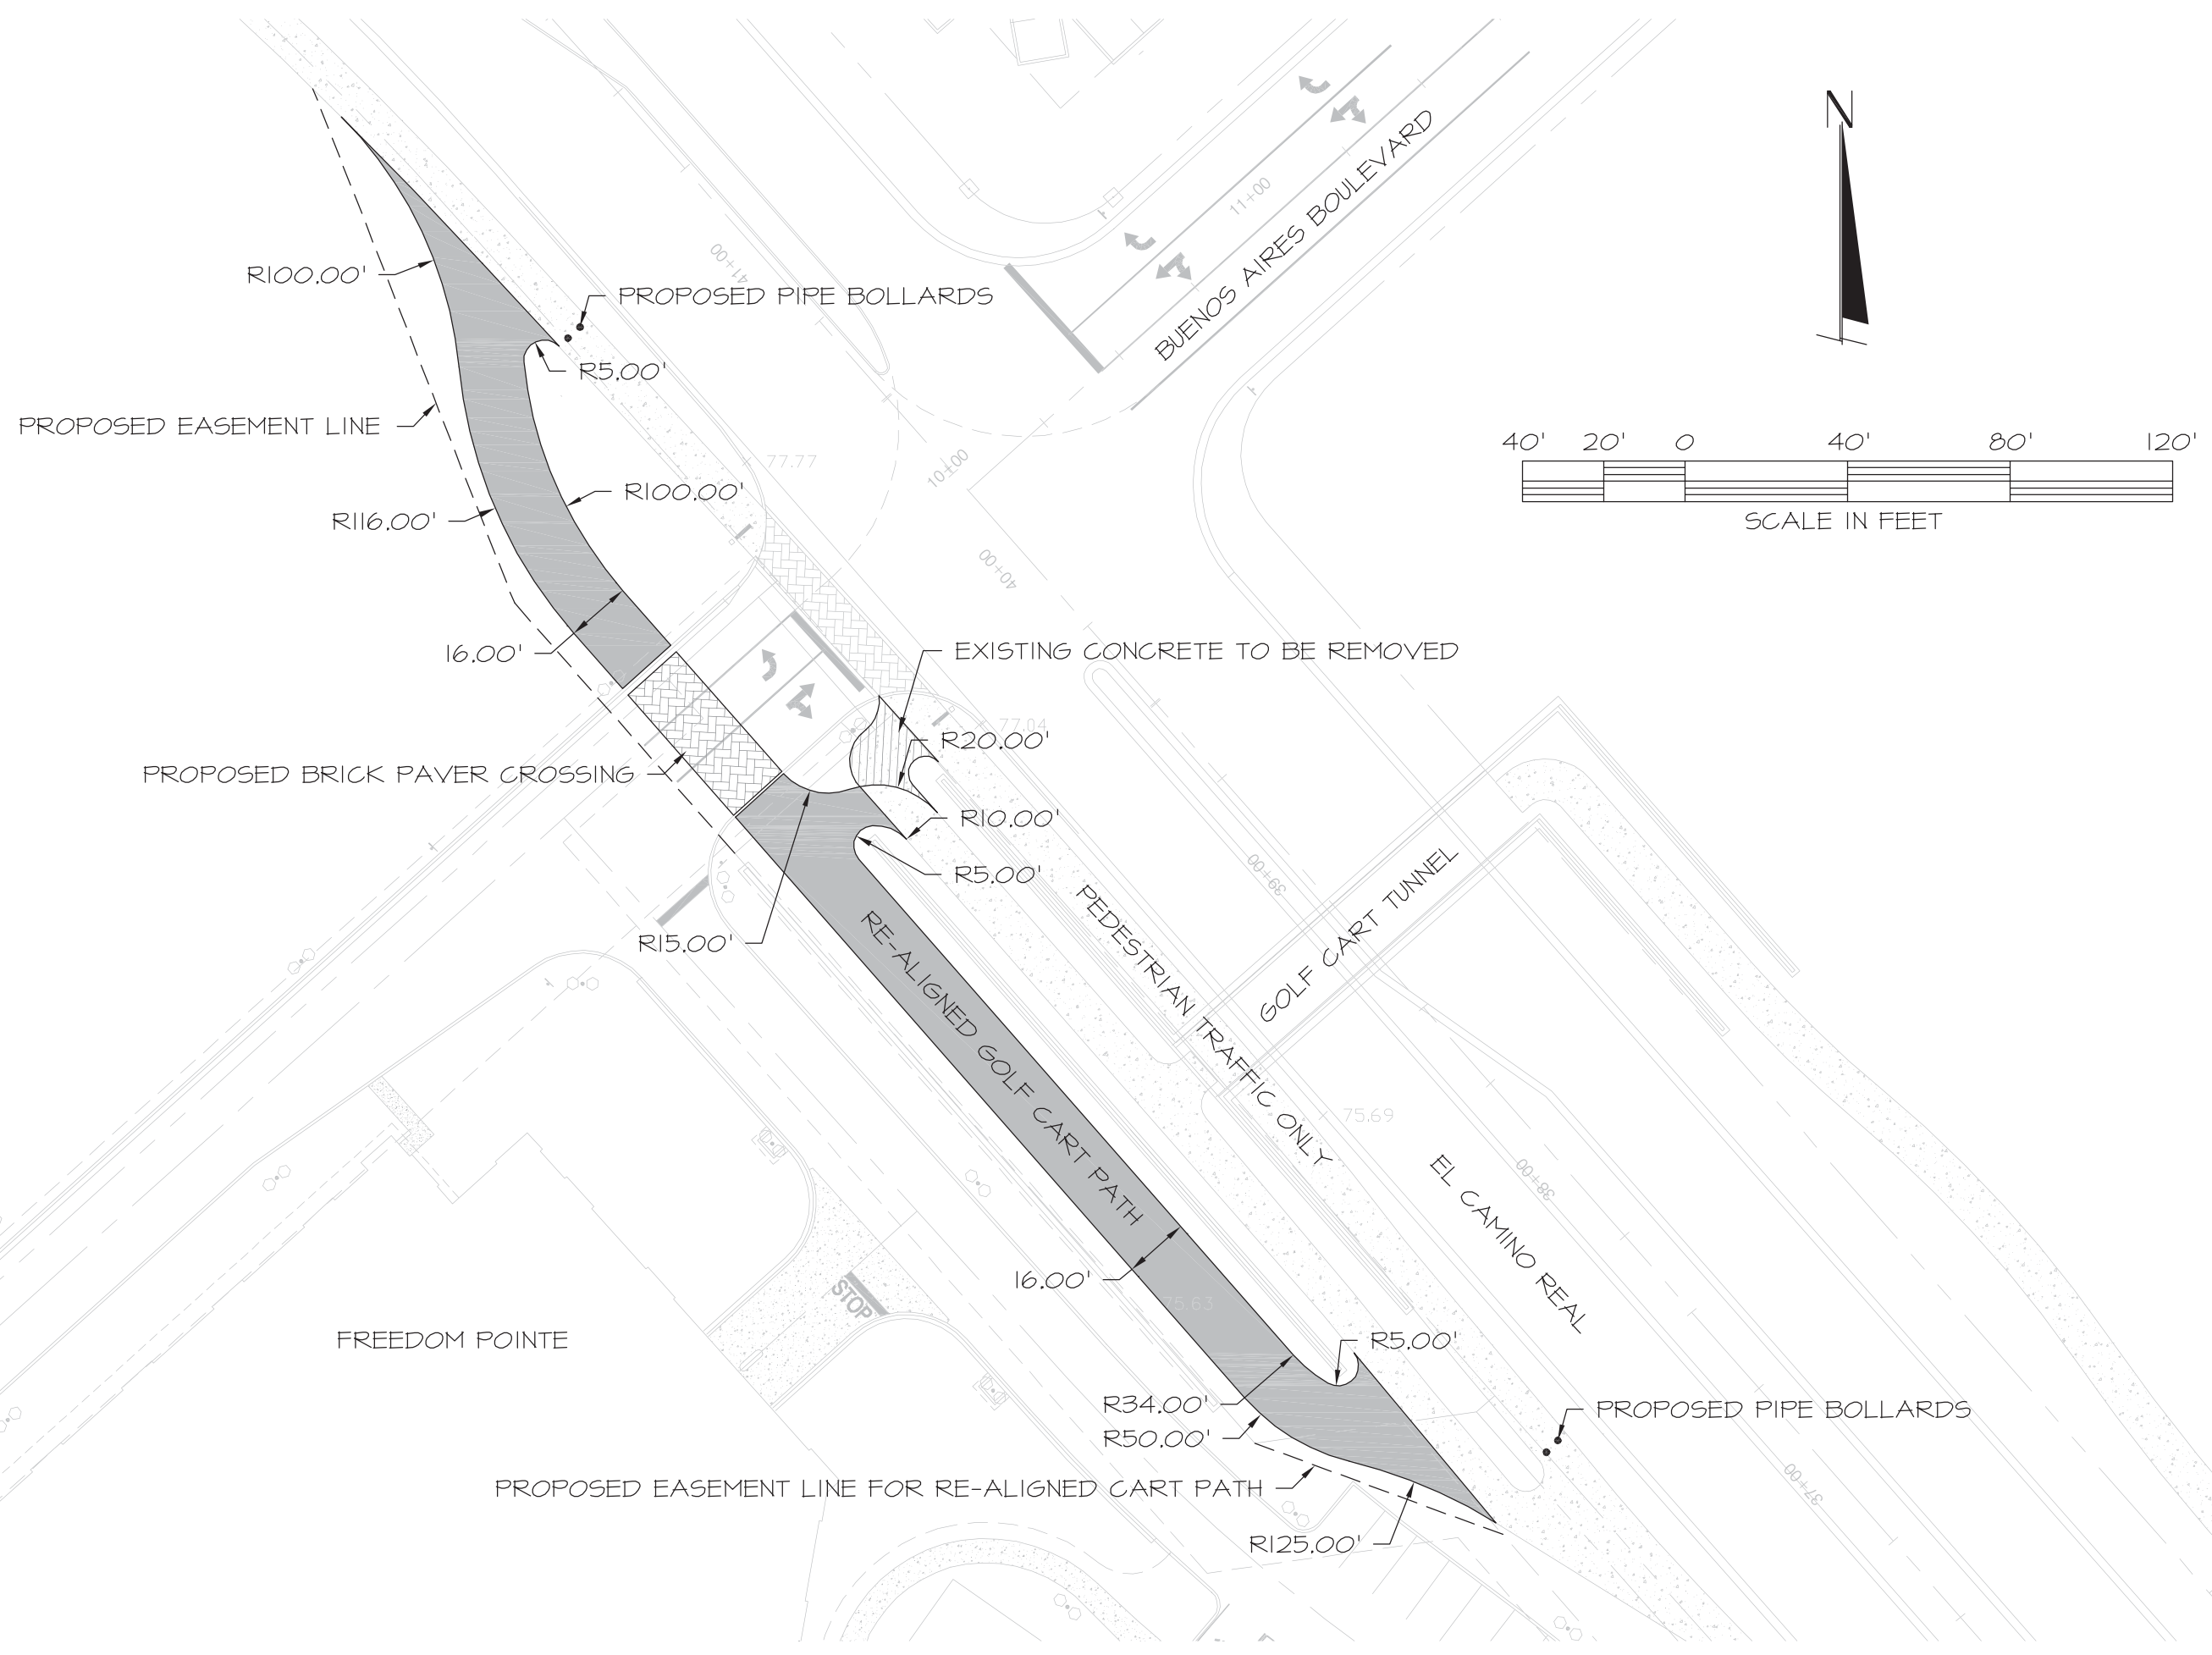 N
BUENOS AIRES BOULEVARD
11+00
41+00
R100.00'
PROPOSED PIPE BOLLARDS
R5.00'
PROPOSED EASEMENT LINE
40' 20' 0 40' 80' 120'
SCALE IN FEET
77.77
10+00
R100.00'
R116.00'
40+00
16.00'
EXISTING CONCRETE TO BE REMOVED
77.04
R20.00'
PROPOSED BRICK PAVER CROSSING
R10.00'
R5.00'
39+00
R15.00'
RE-ALIGNED GOLF CART PATH
PEDESTRIAN TRAFFIC ONLY
GOLF CART TUNNEL
75.69
EL CAMINO REAL
38+00
16.00'
75.63
STOP
FREEDOM POINTE
R5.00'
R34.00'
R50.00'
PROPOSED PIPE BOLLARDS
PROPOSED EASEMENT LINE FOR RE-ALIGNED CART PATH
37+00
R125.00'